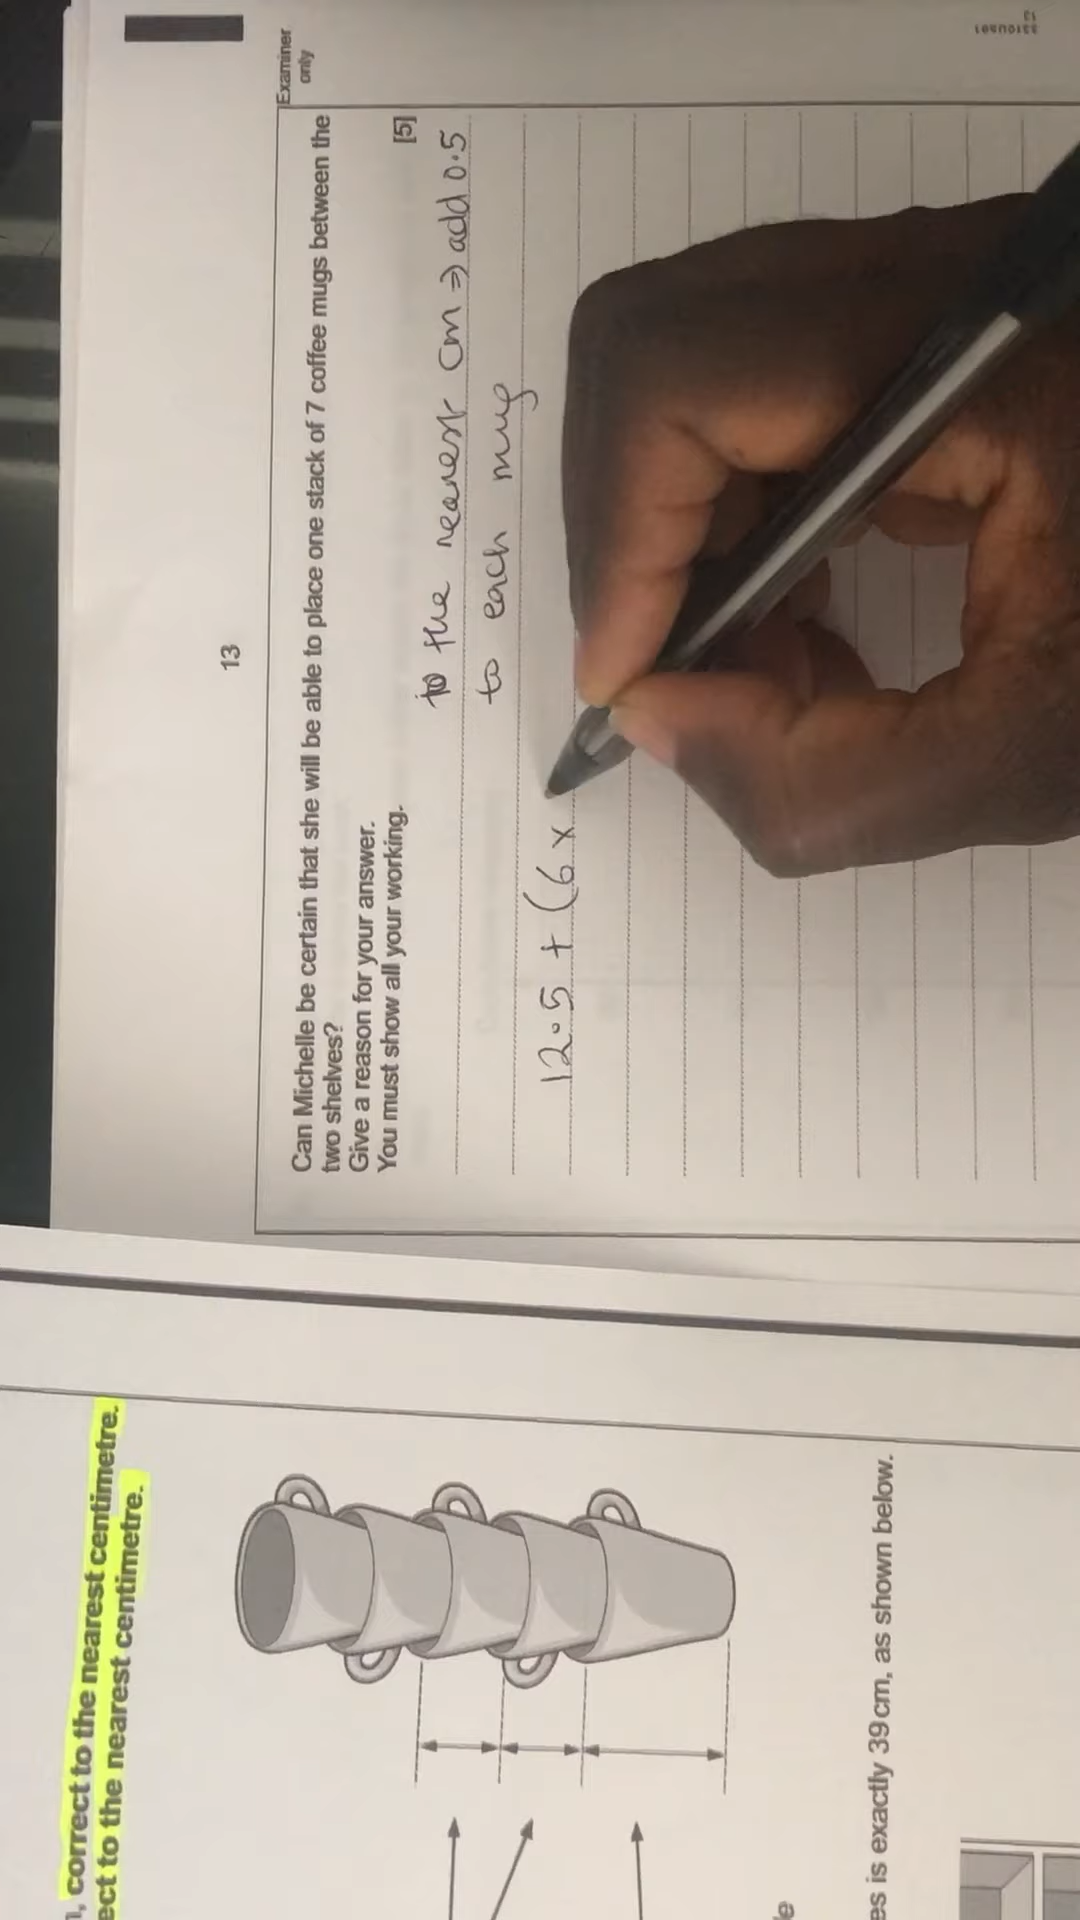 13
Examiner
only
Can Michelle be certain that she will be able to place one stack of 7 coffee mugs between the
two shelves?
Give a reason for your answer.
You must show all your working.
[5]
to the nearest cm => add 0.5
to each mug
12.5 + (6 x
correct to the nearest centimetre.
to the nearest centimetre.
is exactly 39 cm, as shown below.